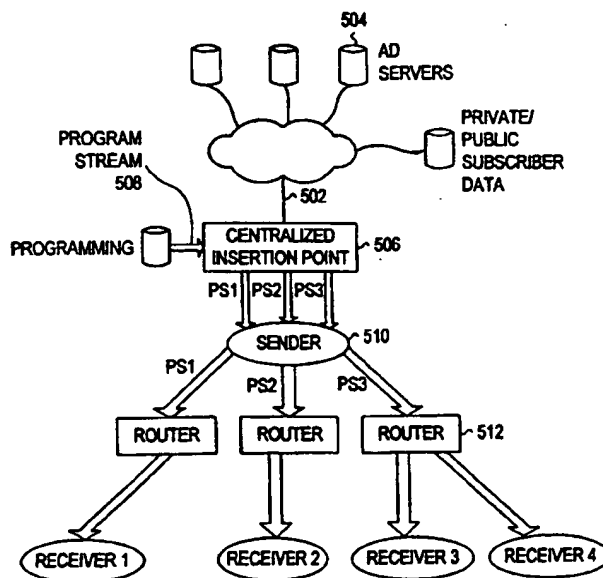 504
AD
SERVERS
PRIVATE/
PUBLIC
SUBSCRIBER
DATA
PROGRAM
STREAM
508
502
PROGRAMMING
CENTRALIZED
INSERTION POINT
506
PS1
PS2
PS3
SENDER
510
PS1
PS2
PS3
ROUTER
ROUTER
ROUTER
512
RECEIVER 1
RECEIVER 2
RECEIVER 3
RECEIVER 4